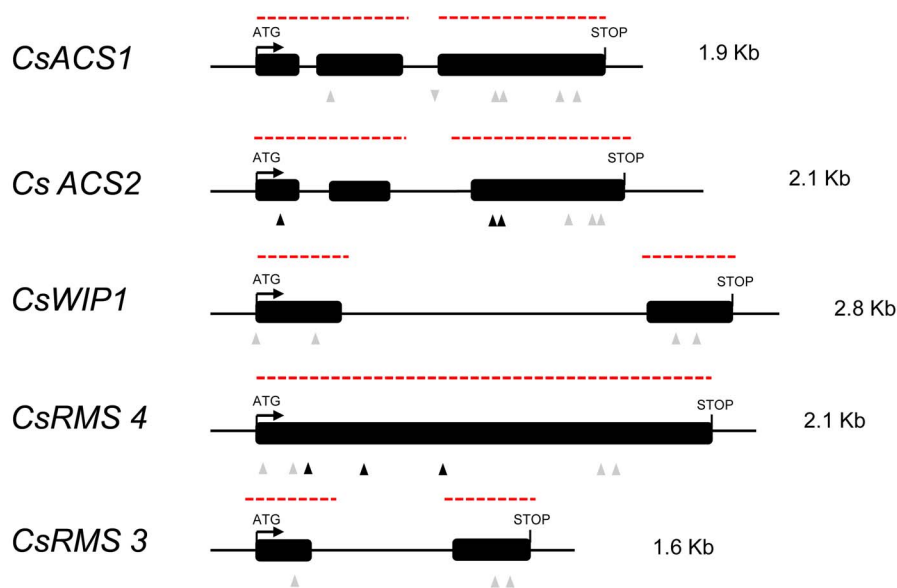 ATG
STOP
CsACS1
1.9 Kb
ATG
STOP
Cs ACS2
2.1 Kb
ATG
STOP
CsWIP1
2.8 Kb
ATG
STOP
CsRMS 4
2.1 Kb
ATG
STOP
CsRMS 3
1.6 Kb